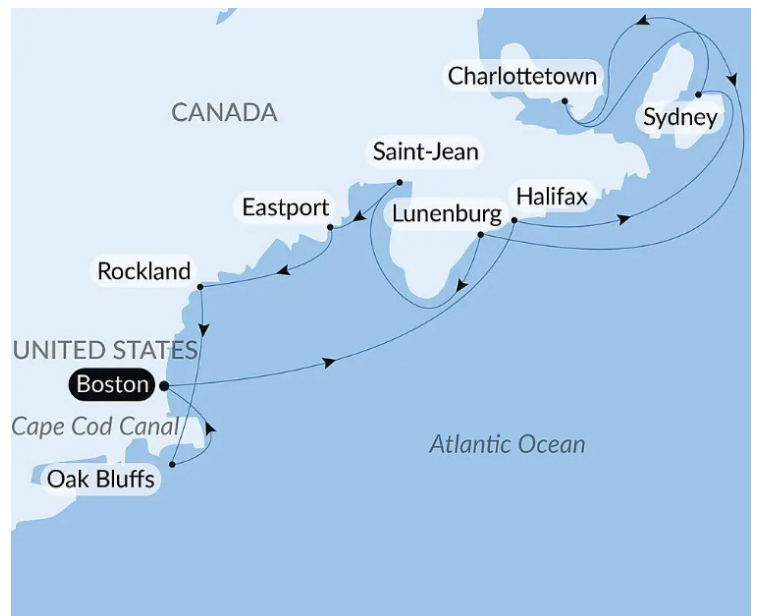 Charlottetown
CANADA
Sydney
Saint-Jean
Halifax
Eastport
Lunenburg
Rockland
UNITED STATES
Boston
Cape Cod Canal
Atlantic Ocean
Oak Bluffs